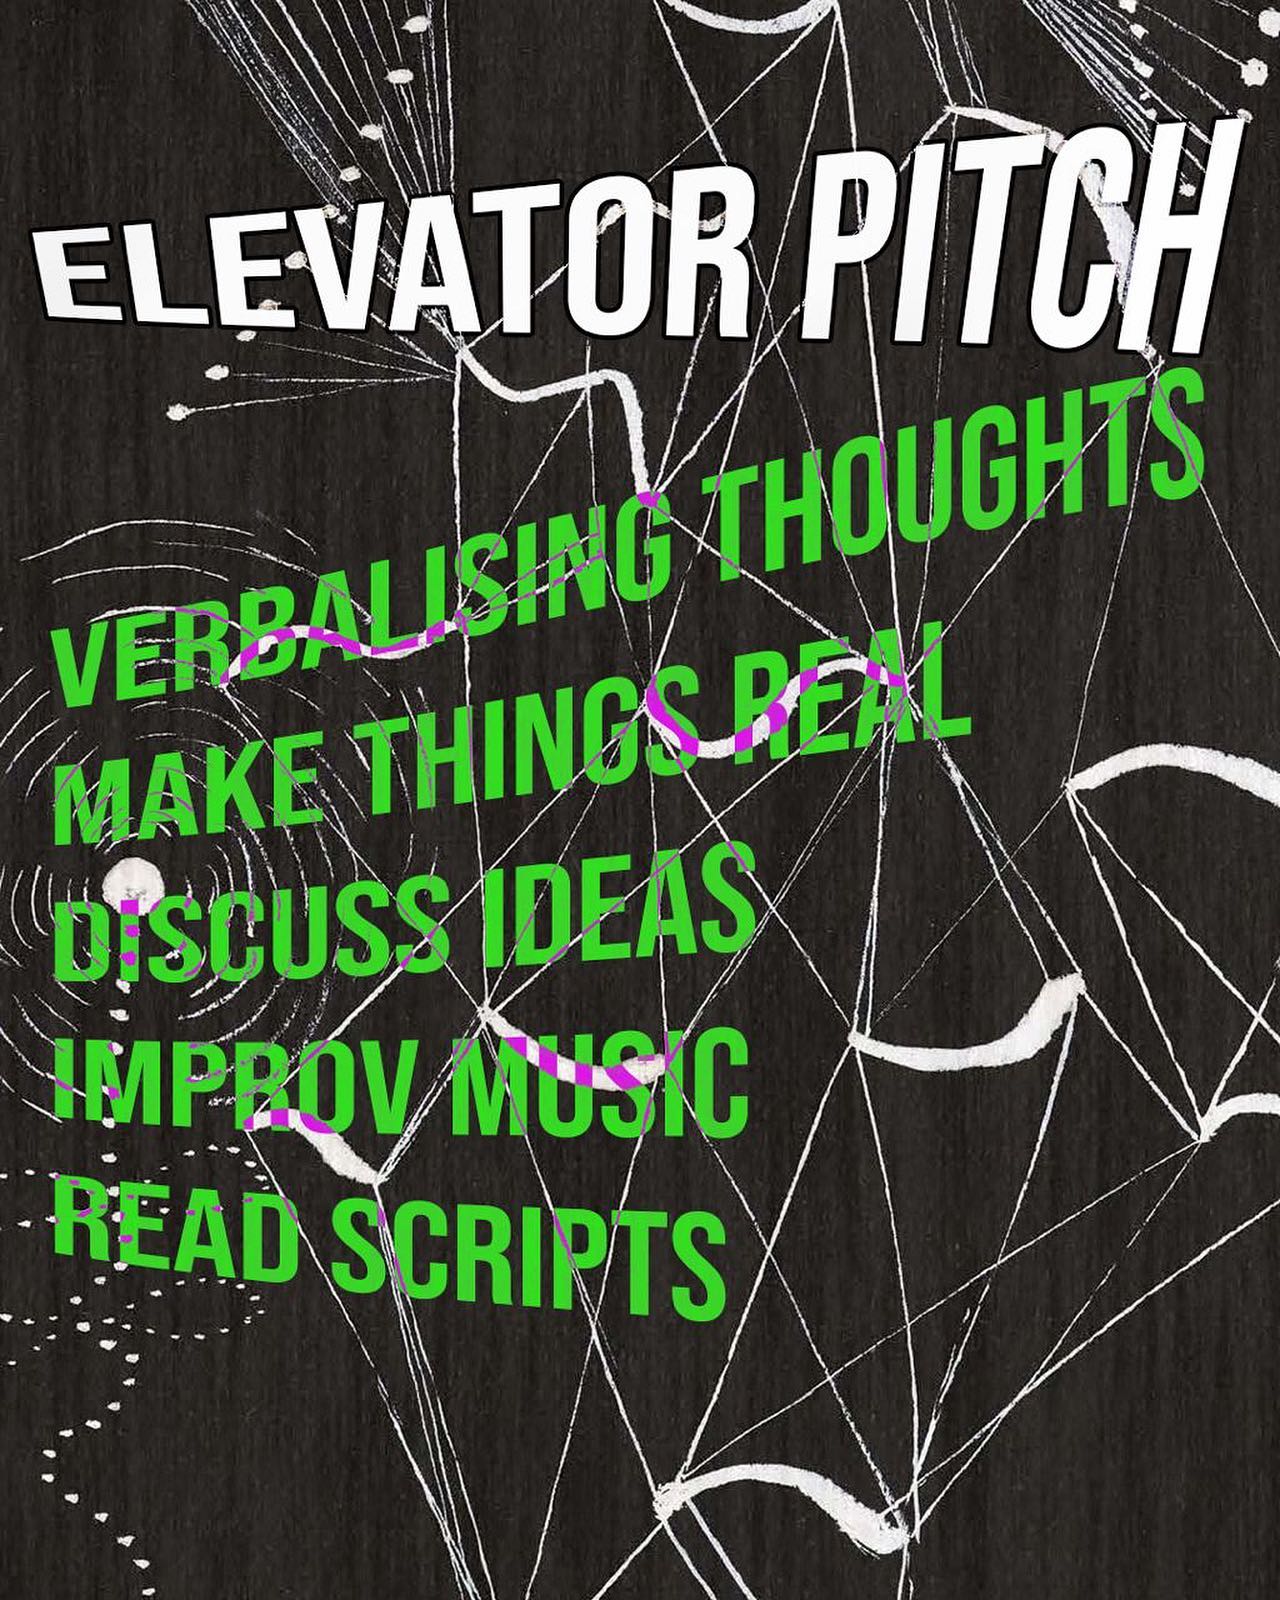 ELEVATOR PITCH
VERBALISING THOUGHTS
MAKE THINGS REAL
DISCUSS IDEAS
IMPROV MUSIC
READ SCRIPTS